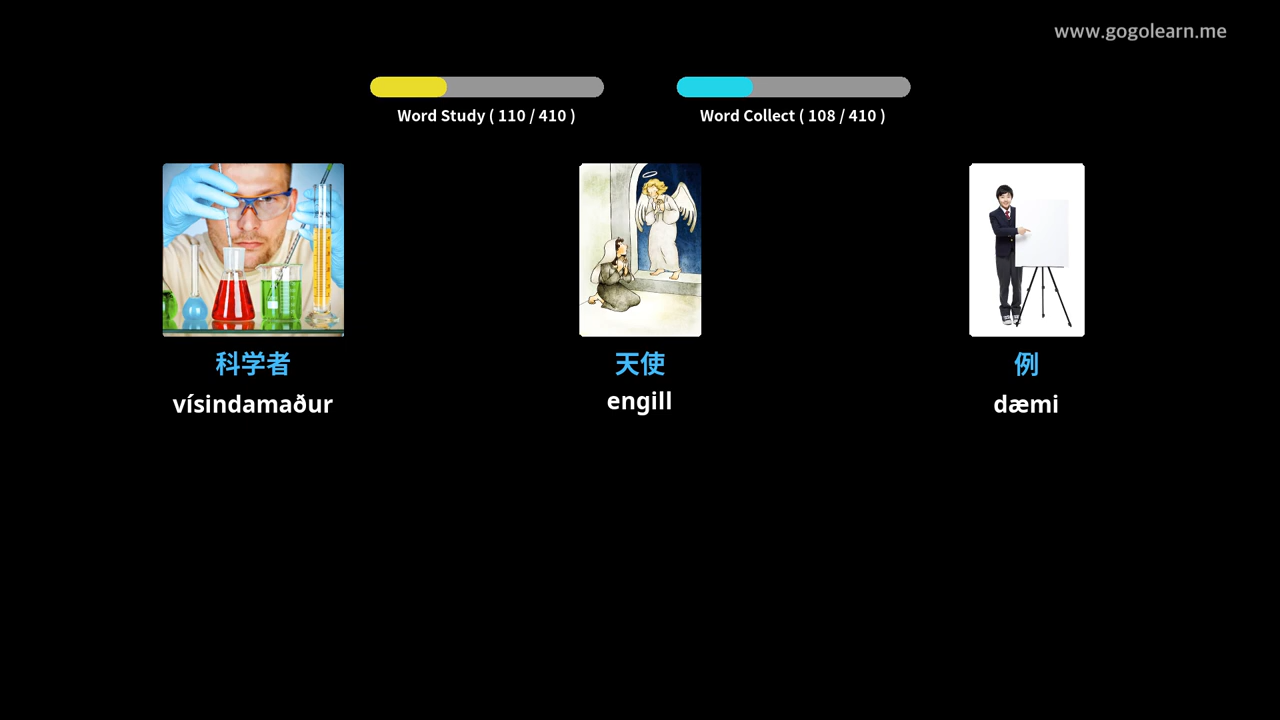 www.gogolearn.me
Word Study ( 110 / 410 )
Word Collect ( 108 / 410 )
科学者
天使
例
vísindamaður
engill
dæmi